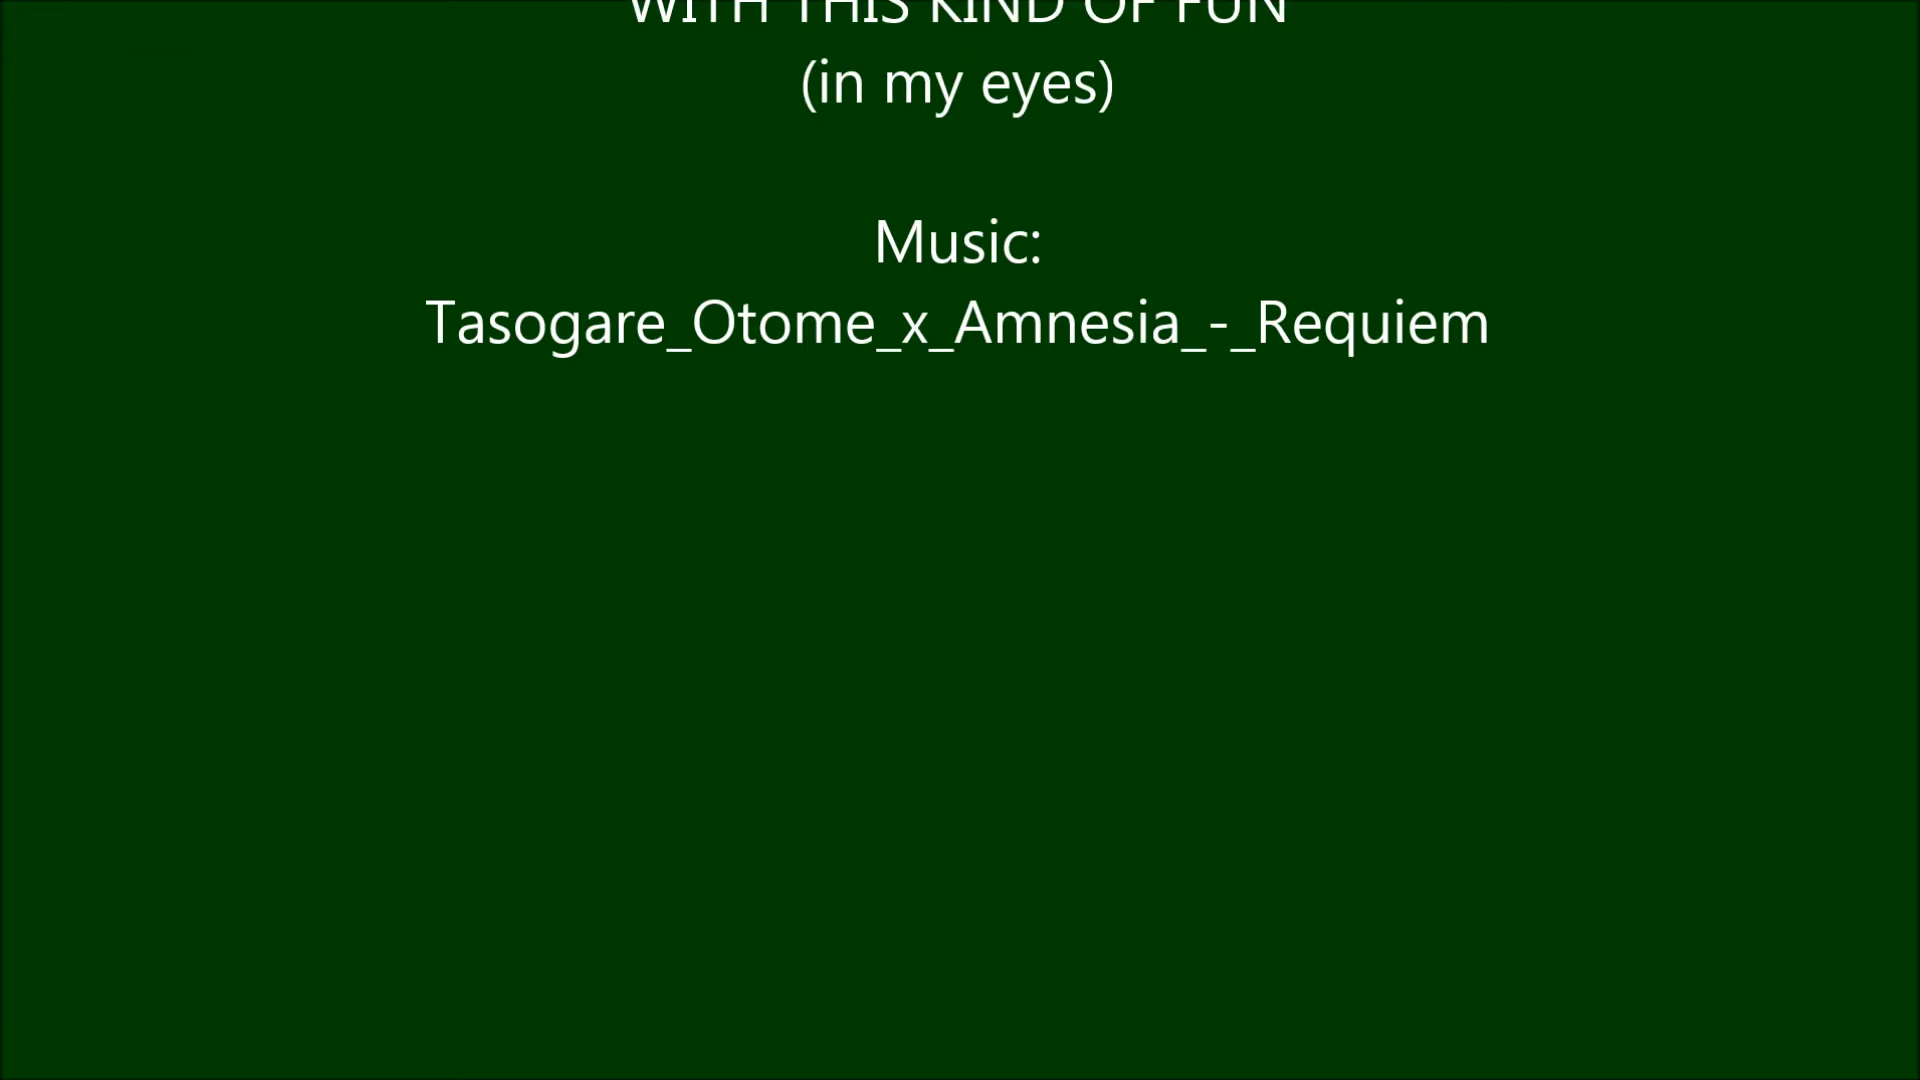 WITH THIS KIND OF FUN
(in my eyes)
Music:
Tasogare_Otome_x_Amnesia_-_Requiem